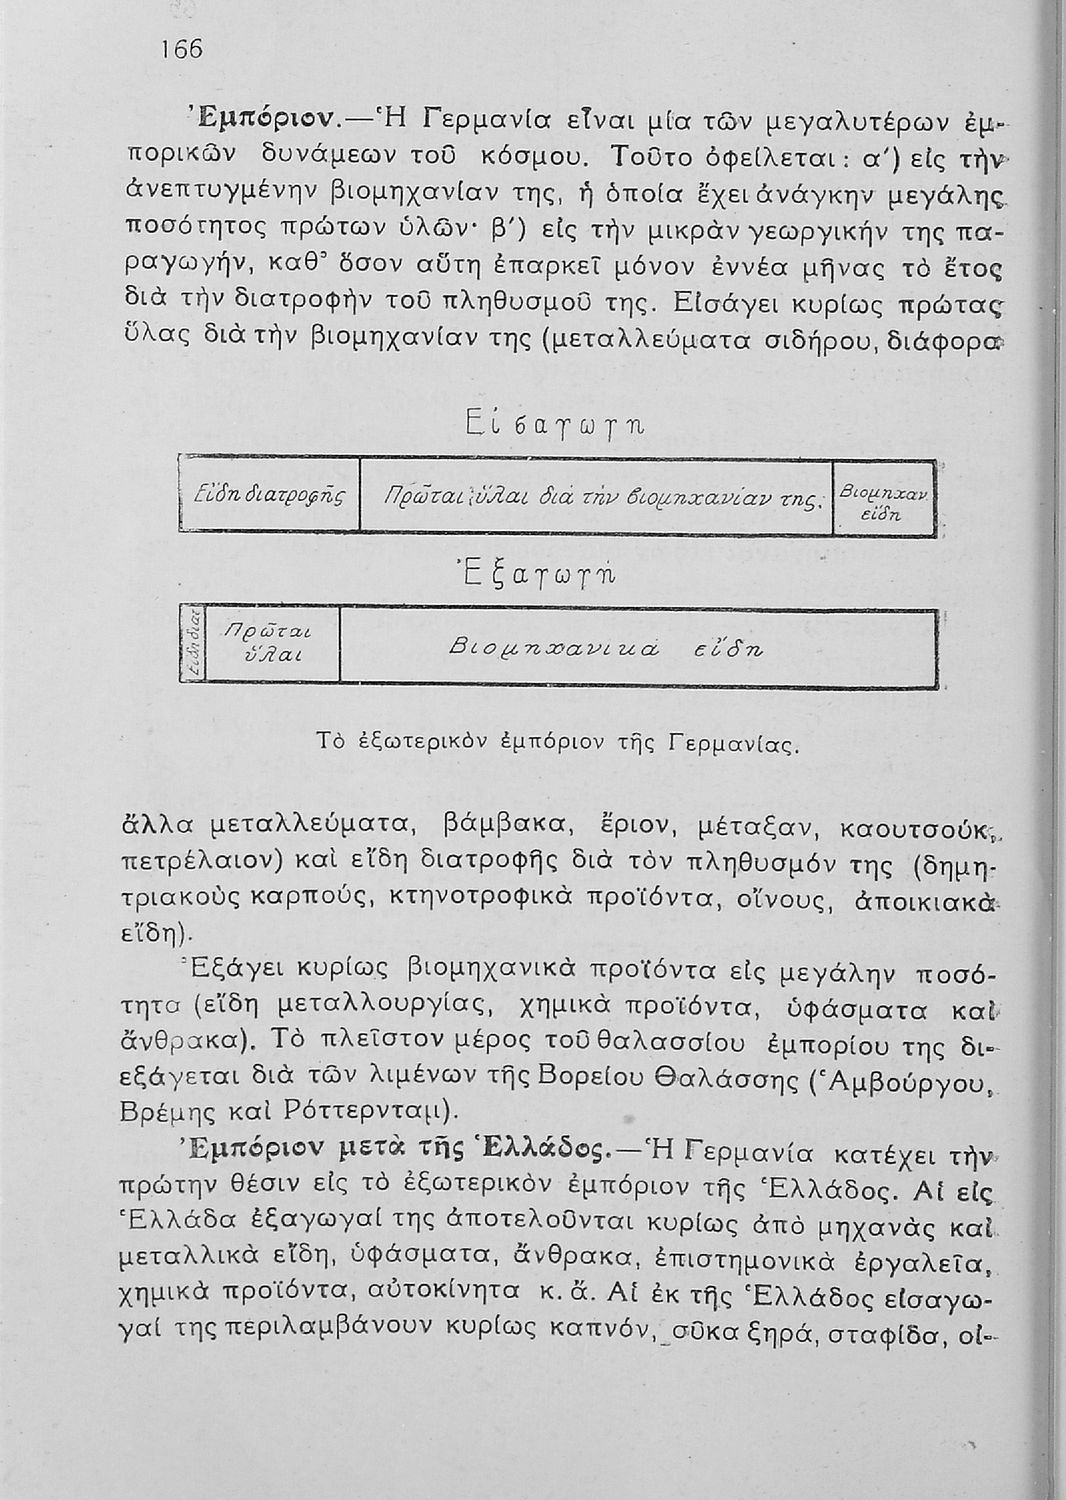 166
Ἐμπόριον.—Ἡ Γερμανία εἶναι μία τῶν μεγαλυτέρων ἐμ-
πορικῶν δυνάμεων τοῦ κόσμου. Τοῦτο ὀφείλεται : α′) εἰς τὴν
ἀνεπτυγμένην βιομηχανίαν της, ἡ ὁποία ἔχει ἀνάγκην μεγάλης
ποσότητος πρώτων ὑλῶν· β′) εἰς τὴν μικρὰν γεωργικήν της πα-
ραγωγήν, καθ' ὅσον αὕτη ἐπαρκεῖ μόνον ἐννέα μῆνας τὸ ἔτος
διὰ τὴν διατροφὴν τοῦ πληθυσμοῦ της. Εἰσάγει κυρίως πρώτας
ὕλας διὰ τὴν βιομηχανίαν της (μεταλλεύματα σιδήρου, διάφορα
Εἰσαγωγη
Εἴδη διατροφῆς
Πρῶται ὕλαι διά τήν βιομηχανίαν της.
Βιομηχαν.
εἴδη
Ἐξαγωγή
Εἴδη διατ
Πρῶται
ὕλαι
Βιομηχανικά εἴδη
Τὸ ἐξωτερικὸν ἐμπόριον τῆς Γερμανίας.
ἄλλα μεταλλεύματα, βάμβακα, ἔριον, μέταξαν, καουτσούκ,
πετρέλαιον) καὶ εἴδη διατροφῆς διὰ τὸν πληθυσμόν της (δημη-
τριακοὺς καρπούς, κτηνοτροφικὰ προϊόντα, οἴνους, ἀποικιακὰ
εἴδη).
Ἐξάγει κυρίως βιομηχανικὰ προϊόντα εἰς μεγάλην ποσό-
τητα (εἴδη μεταλλουργίας, χημικὰ προϊόντα, ὑφάσματα καὶ
ἄνθρακα). Τὸ πλεῖστον μέρος τοῦ θαλασσίου ἐμπορίου της δι-
εξάγεται διὰ τῶν λιμένων τῆς Βορείου Θαλάσσης (Ἁμβούργου,
Βρέμης καὶ Ρόττερνταμ).
Ἐμπόριον μετὰ τῆς Ἑλλάδος.—Ἡ Γερμανία κατέχει τὴν
πρώτην θέσιν εἰς τὸ ἐξωτερικὸν ἐμπόριον τῆς Ἑλλάδος. Αἱ εἰς
Ἑλλάδα ἐξαγωγαί της ἀποτελοῦνται κυρίως ἀπὸ μηχανὰς καὶ
μεταλλικὰ εἴδη, ὑφάσματα, ἄνθρακα, ἐπιστημονικὰ ἐργαλεῖα,
χημικὰ προϊόντα, αὐτοκίνητα κ. ἄ. Αἱ ἐκ τῆς Ἑλλάδος εἰσαγω-
γαί της περιλαμβάνουν κυρίως καπνόν, σῦκα ξηρά, σταφίδα, οἰ-